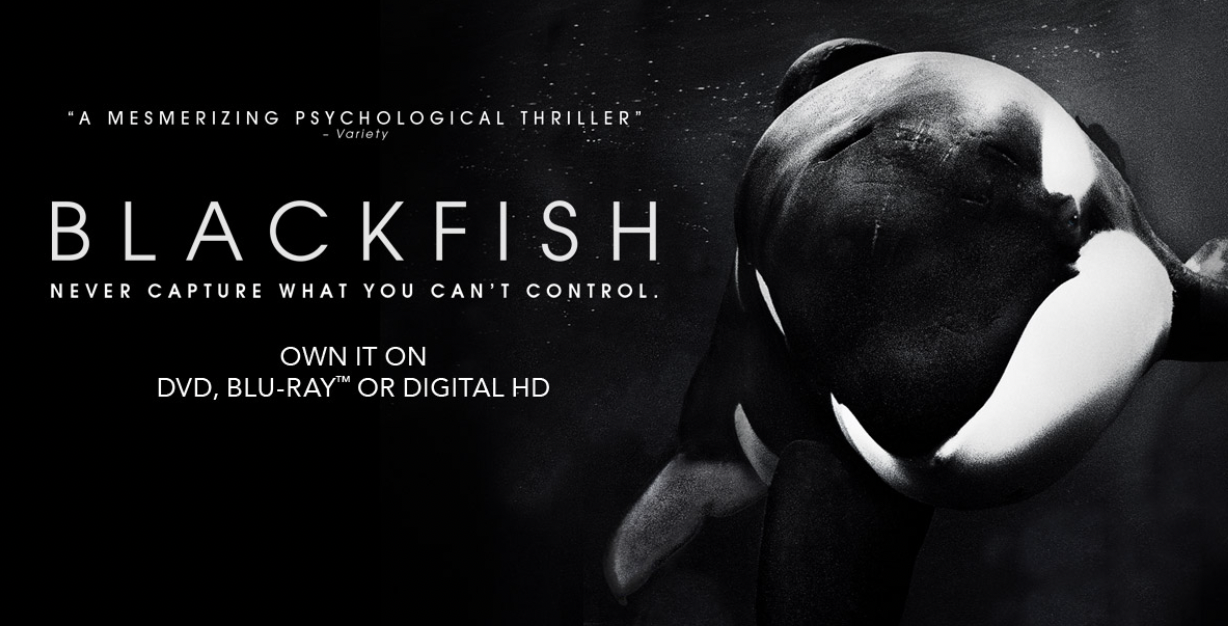 “A MESMERIZING PSYCHOLOGICAL THRILLER”
– Variety
BLACKFISH
NEVER CAPTURE WHAT YOU CAN’T CONTROL.
OWN IT ON
DVD, BLU-RAY™ OR DIGITAL HD